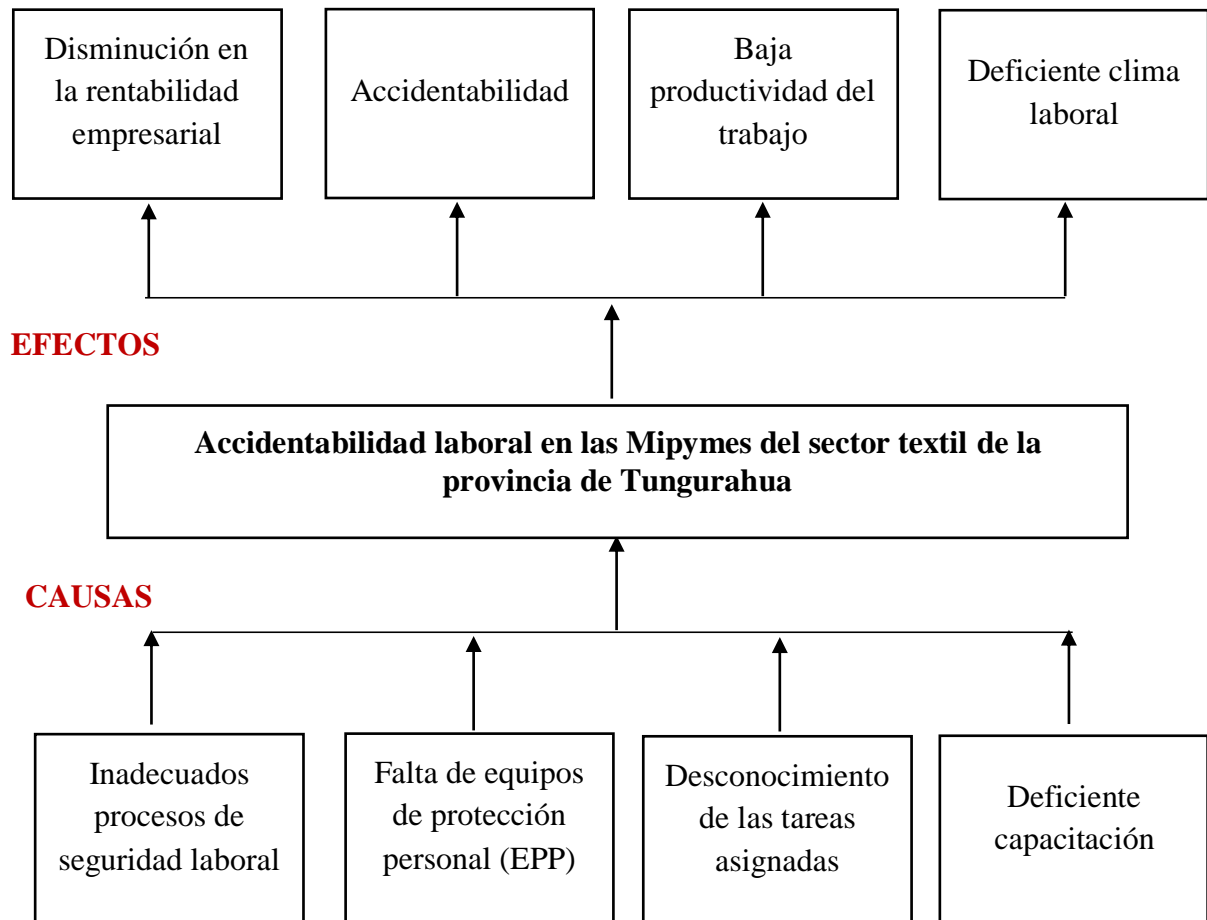 Disminución en
la rentabilidad
empresarial
Accidentabilidad
Baja
productividad del
trabajo
Deficiente clima
laboral
EFECTOS
Accidentabilidad laboral en las Mipymes del sector textil de la
provincia de Tungurahua
CAUSAS
Inadecuados
procesos de
seguridad laboral
Falta de equipos
de protección
personal (EPP)
Desconocimiento
de las tareas
asignadas
Deficiente
capacitación